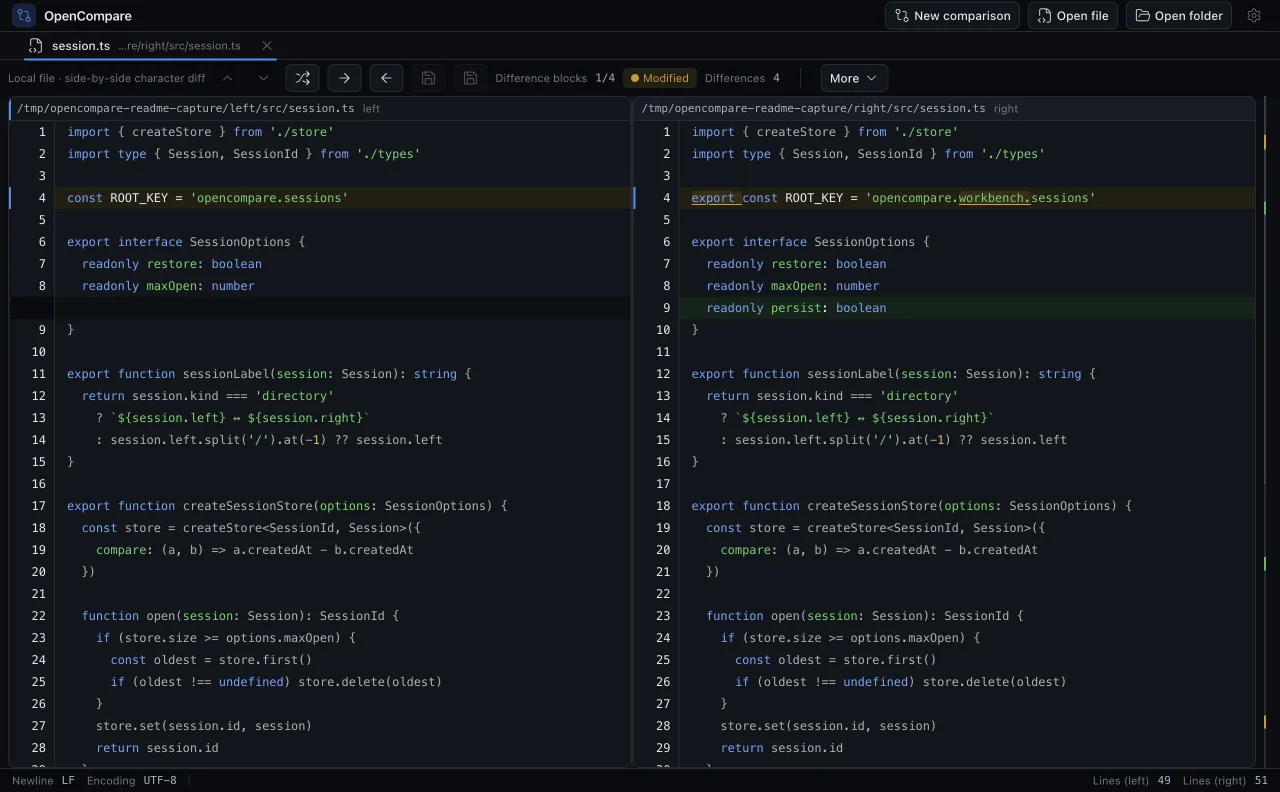 OpenCompare
New comparison
Open file
Open folder
session.ts ...re/right/src/session.ts
Local file · side-by-side character diff
Difference blocks 1/4
Modified
Differences 4
More
/tmp/opencompare-readme-capture/left/src/session.ts left
1 import { createStore } from './store'
2 import type { Session, SessionId } from './types'
3
4 const ROOT_KEY = 'opencompare.sessions'
5
6 export interface SessionOptions {
7 readonly restore: boolean
8 readonly maxOpen: number
9 }
10
11 export function sessionLabel(session: Session): string {
12 return session.kind === 'directory'
13 ? `${session.left} ↔ ${session.right}`
14 : session.left.split('/').at(-1) ?? session.left
15 }
16
17 export function createSessionStore(options: SessionOptions) {
18 const store = createStore<SessionId, Session>({
19 compare: (a, b) => a.createdAt - b.createdAt
20 })
21
22 function open(session: Session): SessionId {
23 if (store.size >= options.maxOpen) {
24 const oldest = store.first()
25 if (oldest !== undefined) store.delete(oldest)
26 }
27 store.set(session.id, session)
28 return session.id
/tmp/opencompare-readme-capture/right/src/session.ts right
1 import { createStore } from './store'
2 import type { Session, SessionId } from './types'
3
4 export const ROOT_KEY = 'opencompare.workbench.sessions'
5
6 export interface SessionOptions {
7 readonly restore: boolean
8 readonly maxOpen: number
9 readonly persist: boolean
10 }
11
12 export function sessionLabel(session: Session): string {
13 return session.kind === 'directory'
14 ? `${session.left} ↔ ${session.right}`
15 : session.left.split('/').at(-1) ?? session.left
16 }
17
18 export function createSessionStore(options: SessionOptions) {
19 const store = createStore<SessionId, Session>({
20 compare: (a, b) => a.createdAt - b.createdAt
21 })
22
23 function open(session: Session): SessionId {
24 if (store.size >= options.maxOpen) {
25 const oldest = store.first()
26 if (oldest !== undefined) store.delete(oldest)
27 }
28 store.set(session.id, session)
29 return session.id
Newline LF Encoding UTF-8
Lines (left) 49 Lines (right) 51